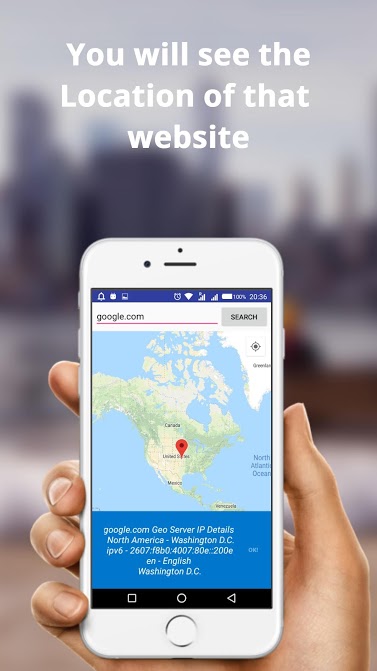 You will see the
Location of that
website
100% 20:36
google.com SEARCH
Greenland
Canada
United States
North
Atlantic
Ocean
Mexico
Venezuela
google.com Geo Server IP Details
North America - Washington D.C.
ipv6 - 2607:f8b0:4007:80e::200e
OK!
en - English
Washington D.C.